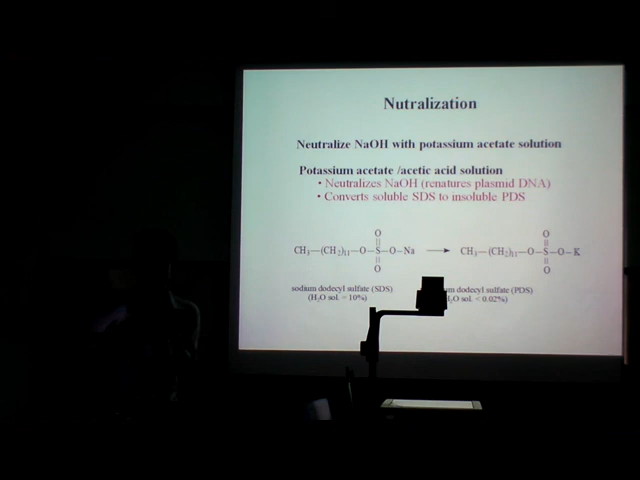 Nutralization
Neutralize NaOH with potassium acetate solution
Potassium acetate /acetic acid solution
• Neutralizes NaOH (renatures plasmid DNA)
• Converts soluble SDS to insoluble PDS
O O
CH₃—(CH₂)₁₁—O—S—O—Na → CH₃—(CH₂)₁₁—O—S—O—K
O O
sodium dodecyl sulfate (SDS) dodecyl sulfate (PDS)
(H₂O sol. = 10%) O sol. < 0.02%)